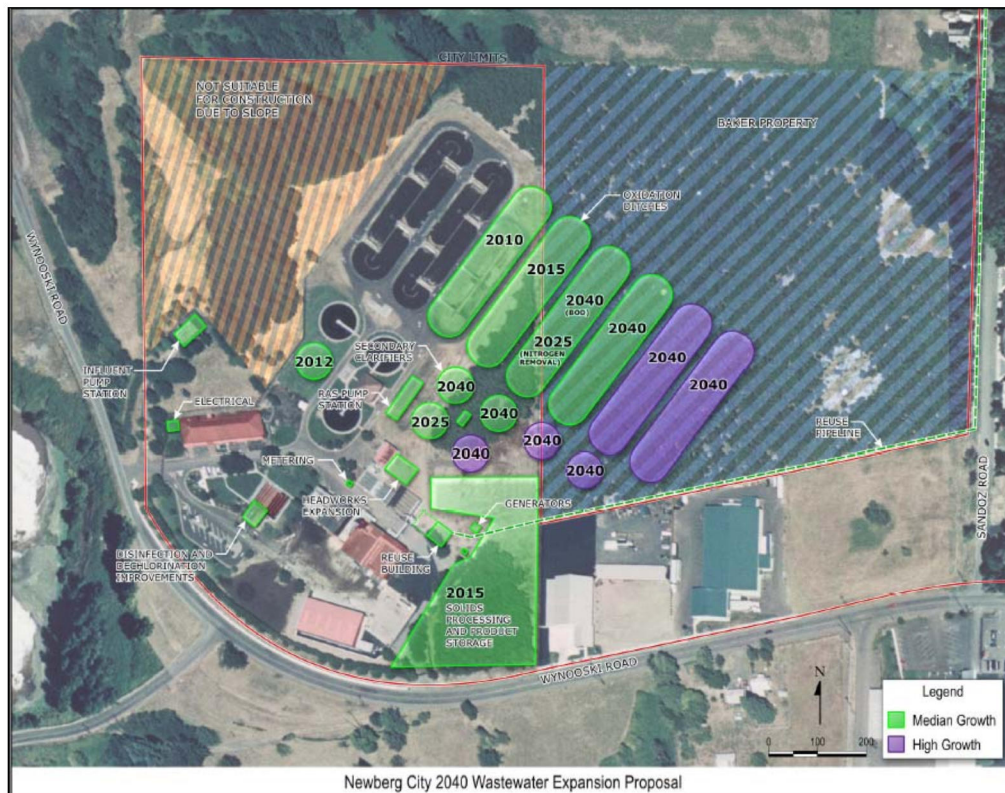 CITY LIMITS
NOT SUITABLE
FOR CONSTRUCTION
DUE TO SLOPE
BAKER PROPERTY
OXIDATION
DITCHES
2010
2015
2040
(BOD)
2025
(NITROGEN
REMOVAL)
2040
2040
2040
WYNOOSKI ROAD
INFLUENT
PUMP
STATION
2012
SECONDARY
CLARIFIERS
2040
RAS PUMP
STATION
2025
2040
2040
2040
2040
ELECTRICAL
REUSE
PIPELINE
METERING
HEADWORKS
EXPANSION
GENERATORS
SANDOZ ROAD
DISINFECTION AND
DECHLORINATION
IMPROVEMENTS
REUSE
BUILDING
2015
SOLIDS
PROCESSING
AND PRODUCT
STORAGE
WYNOOSKI ROAD
N
0 100 200
Legend
Median Growth
High Growth
Newberg City 2040 Wastewater Expansion Proposal